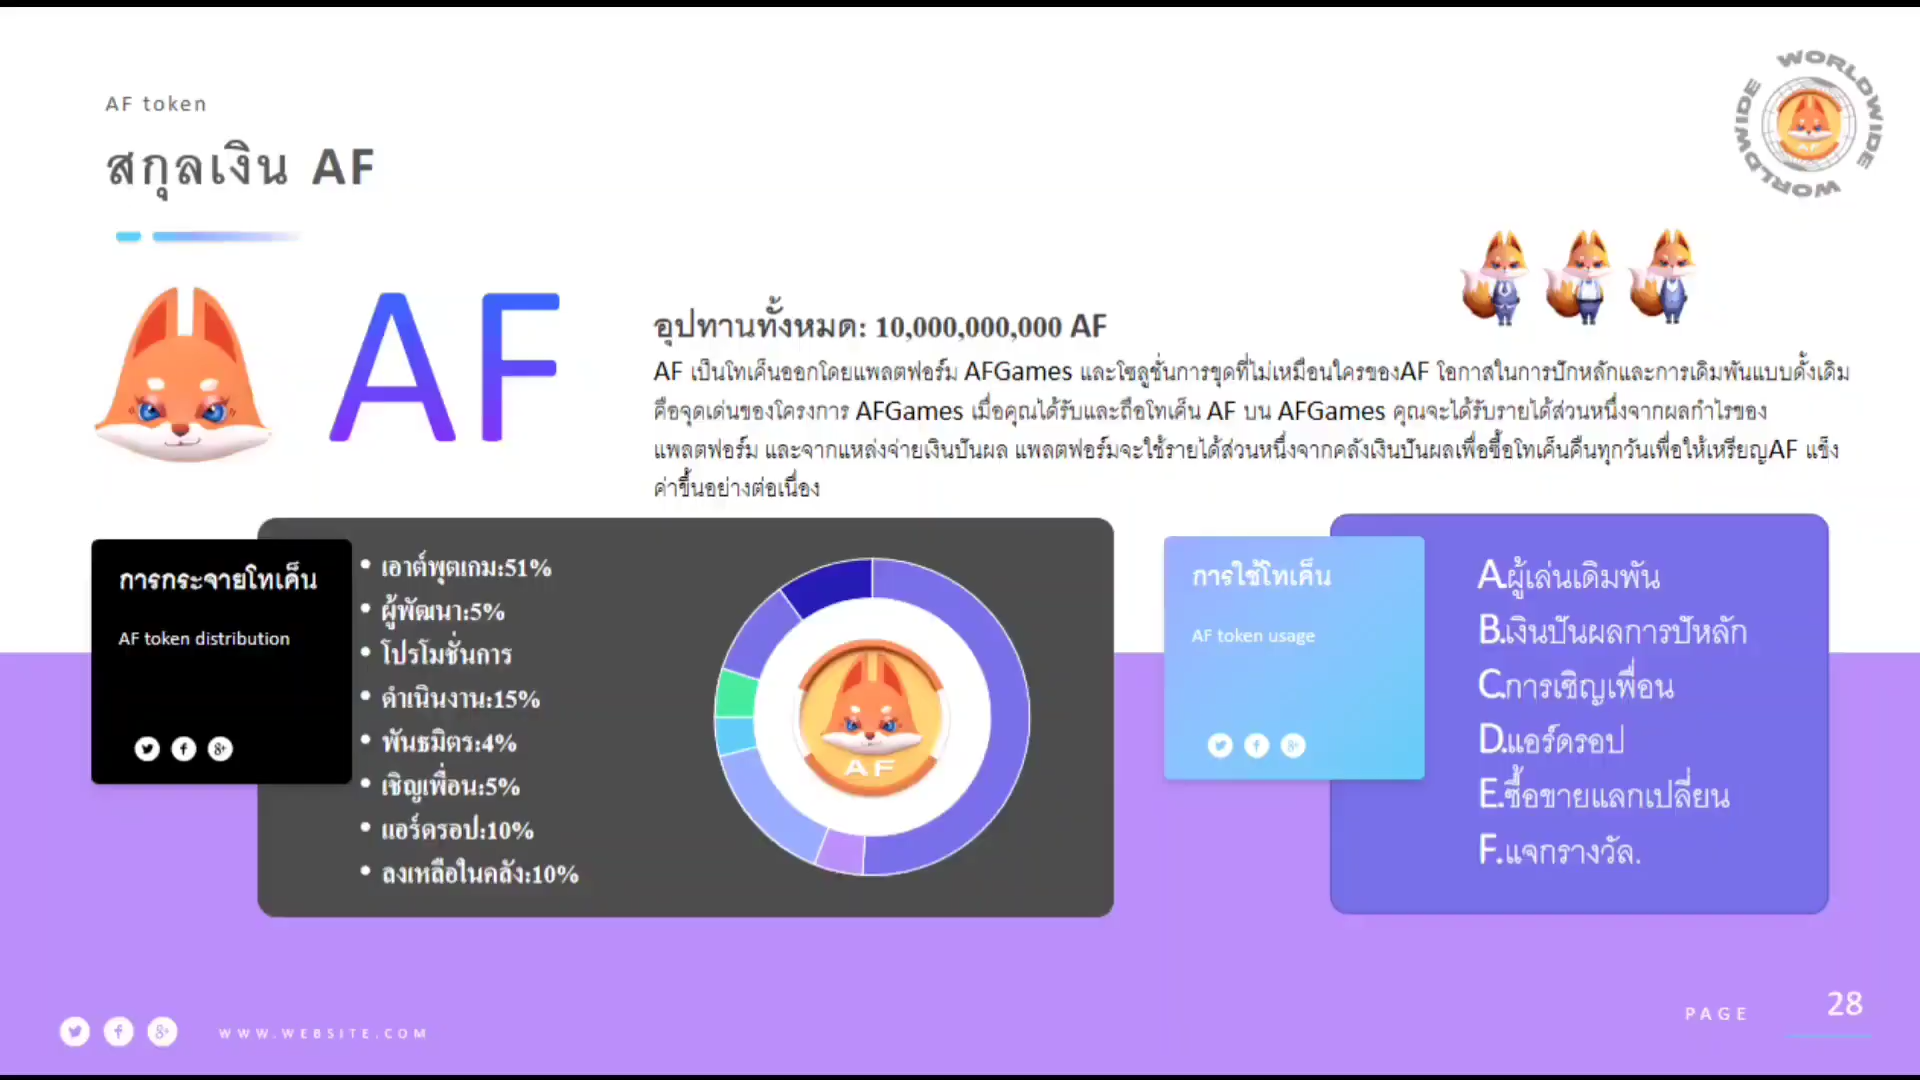 AF token
สกุลเงิน AF
WORLDWIDE WORLDWIDE WORLDWIDE
AF
AF
อุปทานทั้งหมด: 10,000,000,000 AF
AF เป็นโทเค็นออกโดยแพลตฟอร์ม AFGames และโซลูชั่นการขุดที่ไม่เหมือนใครของAF โอกาสในการปักหลักและการเดิมพันแบบดั้งเดิม
คือจุดเด่นของโครงการ AFGames เมื่อคุณได้รับและถือโทเค็น AF บน AFGames คุณจะได้รับรายได้ส่วนหนึ่งจากผลกำไรของ
แพลตฟอร์ม และจากแหล่งจ่ายเงินปันผล แพลตฟอร์มจะใช้รายได้ส่วนหนึ่งจากคลังเงินปันผลเพื่อซื้อโทเค็นคืนทุกวันเพื่อให้เหรียญAF แข็ง
ค่าขึ้นอย่างต่อเนื่อง
การกระจายโทเค็น
AF token distribution
• เอาต์พุตเกม:51%
• ผู้พัฒนา:5%
• โปรโมชั่นการ
• ดำเนินงาน:15%
• พันธมิตร:4%
• เชิญเพื่อน:5%
• แอร์ดรอป:10%
• ลงเหลือในคลัง:10%
AF
การใช้โทเค็น
AF token usage
A.ผู้เล่นเดิมพัน
B.เงินปันผลการปัหลัก
C.การเชิญเพื่อน
D.แอร์ดรอป
E.ซื้อขายแลกเปลี่ยน
F.แจกรางวัล.
WWW.WEBSITE.COM
PAGE 28